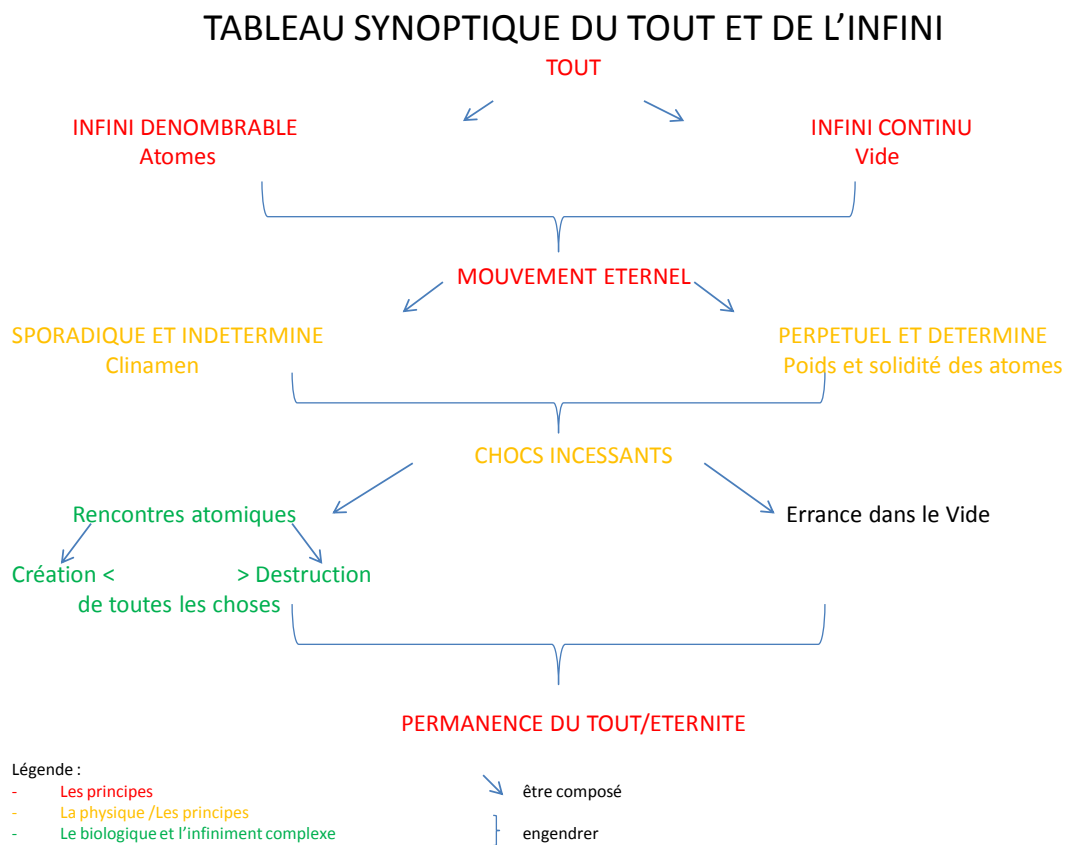 TABLEAU SYNOPTIQUE DU TOUT ET DE L'INFINI
TOUT
INFINI DENOMBRABLE
Atomes
INFINI CONTINU
Vide
MOUVEMENT ETERNEL
SPORADIQUE ET INDETERMINE
Clinamen
PERPETUEL ET DETERMINE
Poids et solidité des atomes
CHOCS INCESSANTS
Rencontres atomiques
Errance dans le Vide
Création < > Destruction
de toutes les choses
PERMANENCE DU TOUT/ETERNITE
Légende :
- Les principes
- La physique /Les principes
- Le biologique et l'infiniment complexe
être composé
engendrer